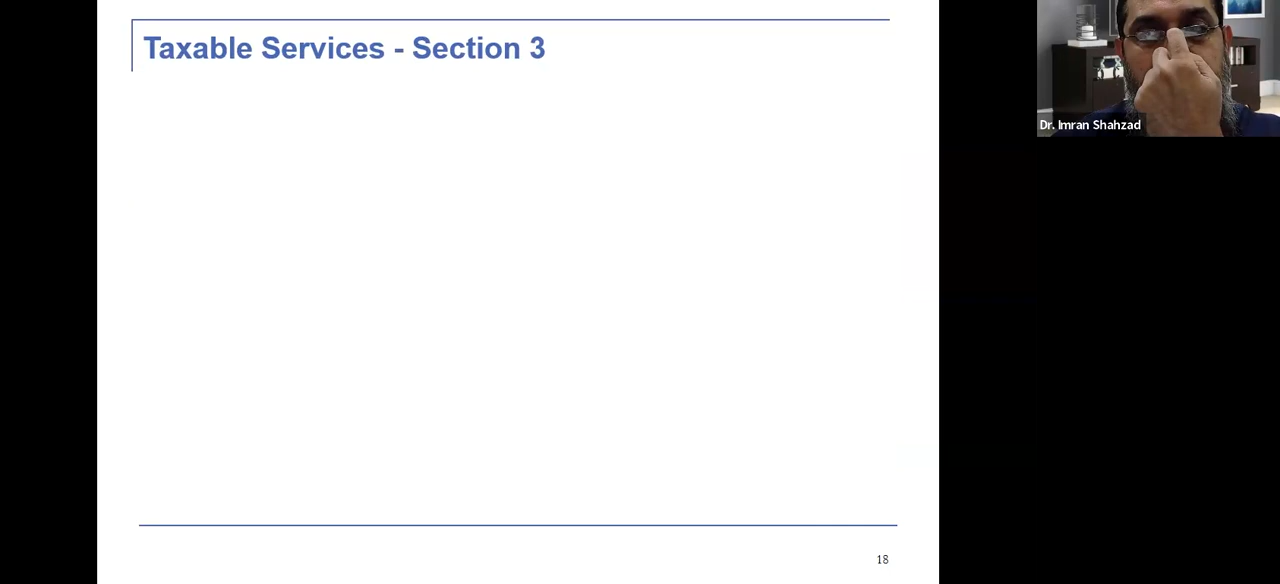 Taxable Services - Section 3
Dr. Imran Shahzad
18